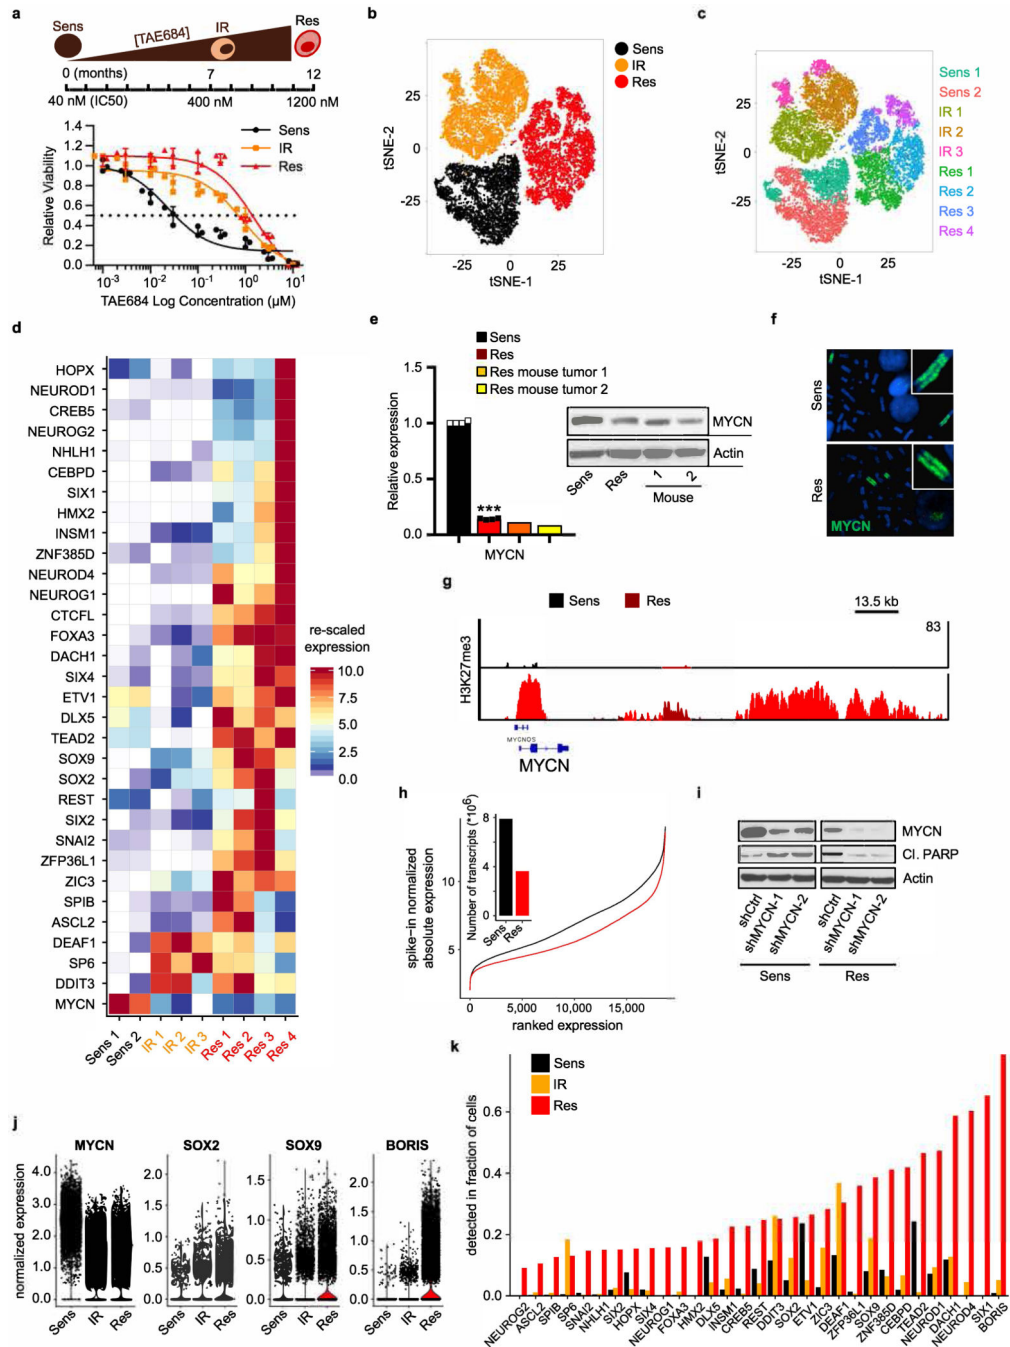 a
Sens
[TAE684]
IR
Res
0 (months)
7
12
40 nM (IC50)
400 nM
1200 nM
1.4
1.2
1.0
0.8
0.6
0.4
0.2
0.0
Relative Viability
Sens
IR
Res
10⁻³
10⁻²
10⁻¹
10⁰
10¹
TAE684 Log Concentration (µM)
b
Sens
IR
Res
25
0
-25
tSNE-2
-25
0
25
tSNE-1
c
25
0
-25
tSNE-2
-25
0
25
tSNE-1
Sens 1
Sens 2
IR 1
IR 2
IR 3
Res 1
Res 2
Res 3
Res 4
d
HOPX
NEUROD1
CREB5
NEUROG2
NHLH1
CEBPD
SIX1
HMX2
INSM1
ZNF385D
NEUROD4
NEUROG1
CTCFL
FOXA3
DACH1
SIX4
ETV1
DLX5
TEAD2
SOX9
SOX2
REST
SIX2
SNAI2
ZFP36L1
ZIC3
SPIB
ASCL2
DEAF1
SP6
DDIT3
MYCN
Sens 1
Sens 2
IR 1
IR 2
IR 3
Res 1
Res 2
Res 3
Res 4
re-scaled
expression
10.0
7.5
5.0
2.5
0.0
e
Sens
Res
Res mouse tumor 1
Res mouse tumor 2
1.5
1.0
0.5
0.0
Relative expression
***
MYCN
MYCN
Actin
Sens
Res
1
2
Mouse
f
Sens
Res
MYCN
g
Sens
Res
13.5 kb
83
H3K27me3
MYCNOS
MYCN
h
spike-in normalized
absolute expression
10
5
Number of transcripts (*10⁶)
8
6
4
2
0
Sens
Res
0
5,000
10,000
15,000
ranked expression
i
MYCN
Cl. PARP
Actin
shCtrl
shMYCN-1
shMYCN-2
shCtrl
shMYCN-1
shMYCN-2
Sens
Res
j
normalized expression
MYCN
4.0
3.0
2.0
1.0
0.0
Sens
IR
Res
SOX2
2.0
1.5
1.0
0.5
0.0
Sens
IR
Res
SOX9
1.5
1.0
0.5
0.0
Sens
IR
Res
BORIS
2.0
1.5
1.0
0.5
0.0
Sens
IR
Res
k
Sens
IR
Res
detected in fraction of cells
0.6
0.4
0.2
0.0
NEUROG2
ASCL2
SPIB
SP6
SNAI2
NHLH1
SIX2
HOPX
SIX4
NEUROG1
FOXA3
HMX2
DLX5
INSM1
CREB5
REST
DDIT3
SOX2
ETV1
ZIC3
DEAF1
ZFP36L1
SOX9
ZNF385D
CEBPD
TEAD2
NEUROD1
DACH1
NEUROD4
SIX1
BORIS